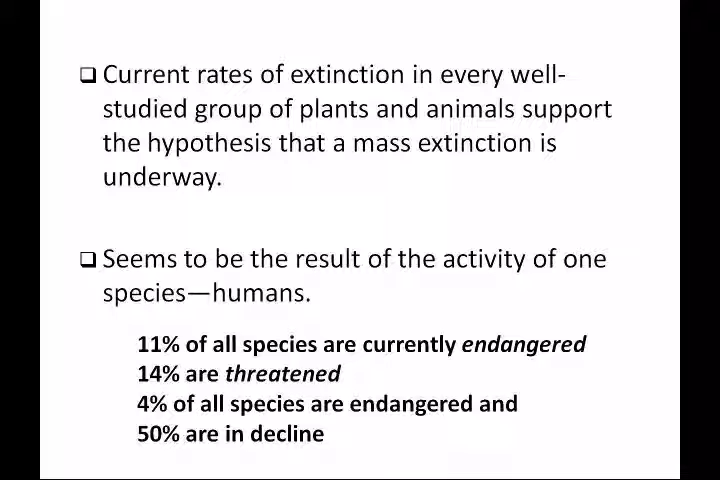 ❑ Current rates of extinction in every well-
studied group of plants and animals support
the hypothesis that a mass extinction is
underway.
❑ Seems to be the result of the activity of one
species—humans.
11% of all species are currently endangered
14% are threatened
4% of all species are endangered and
50% are in decline